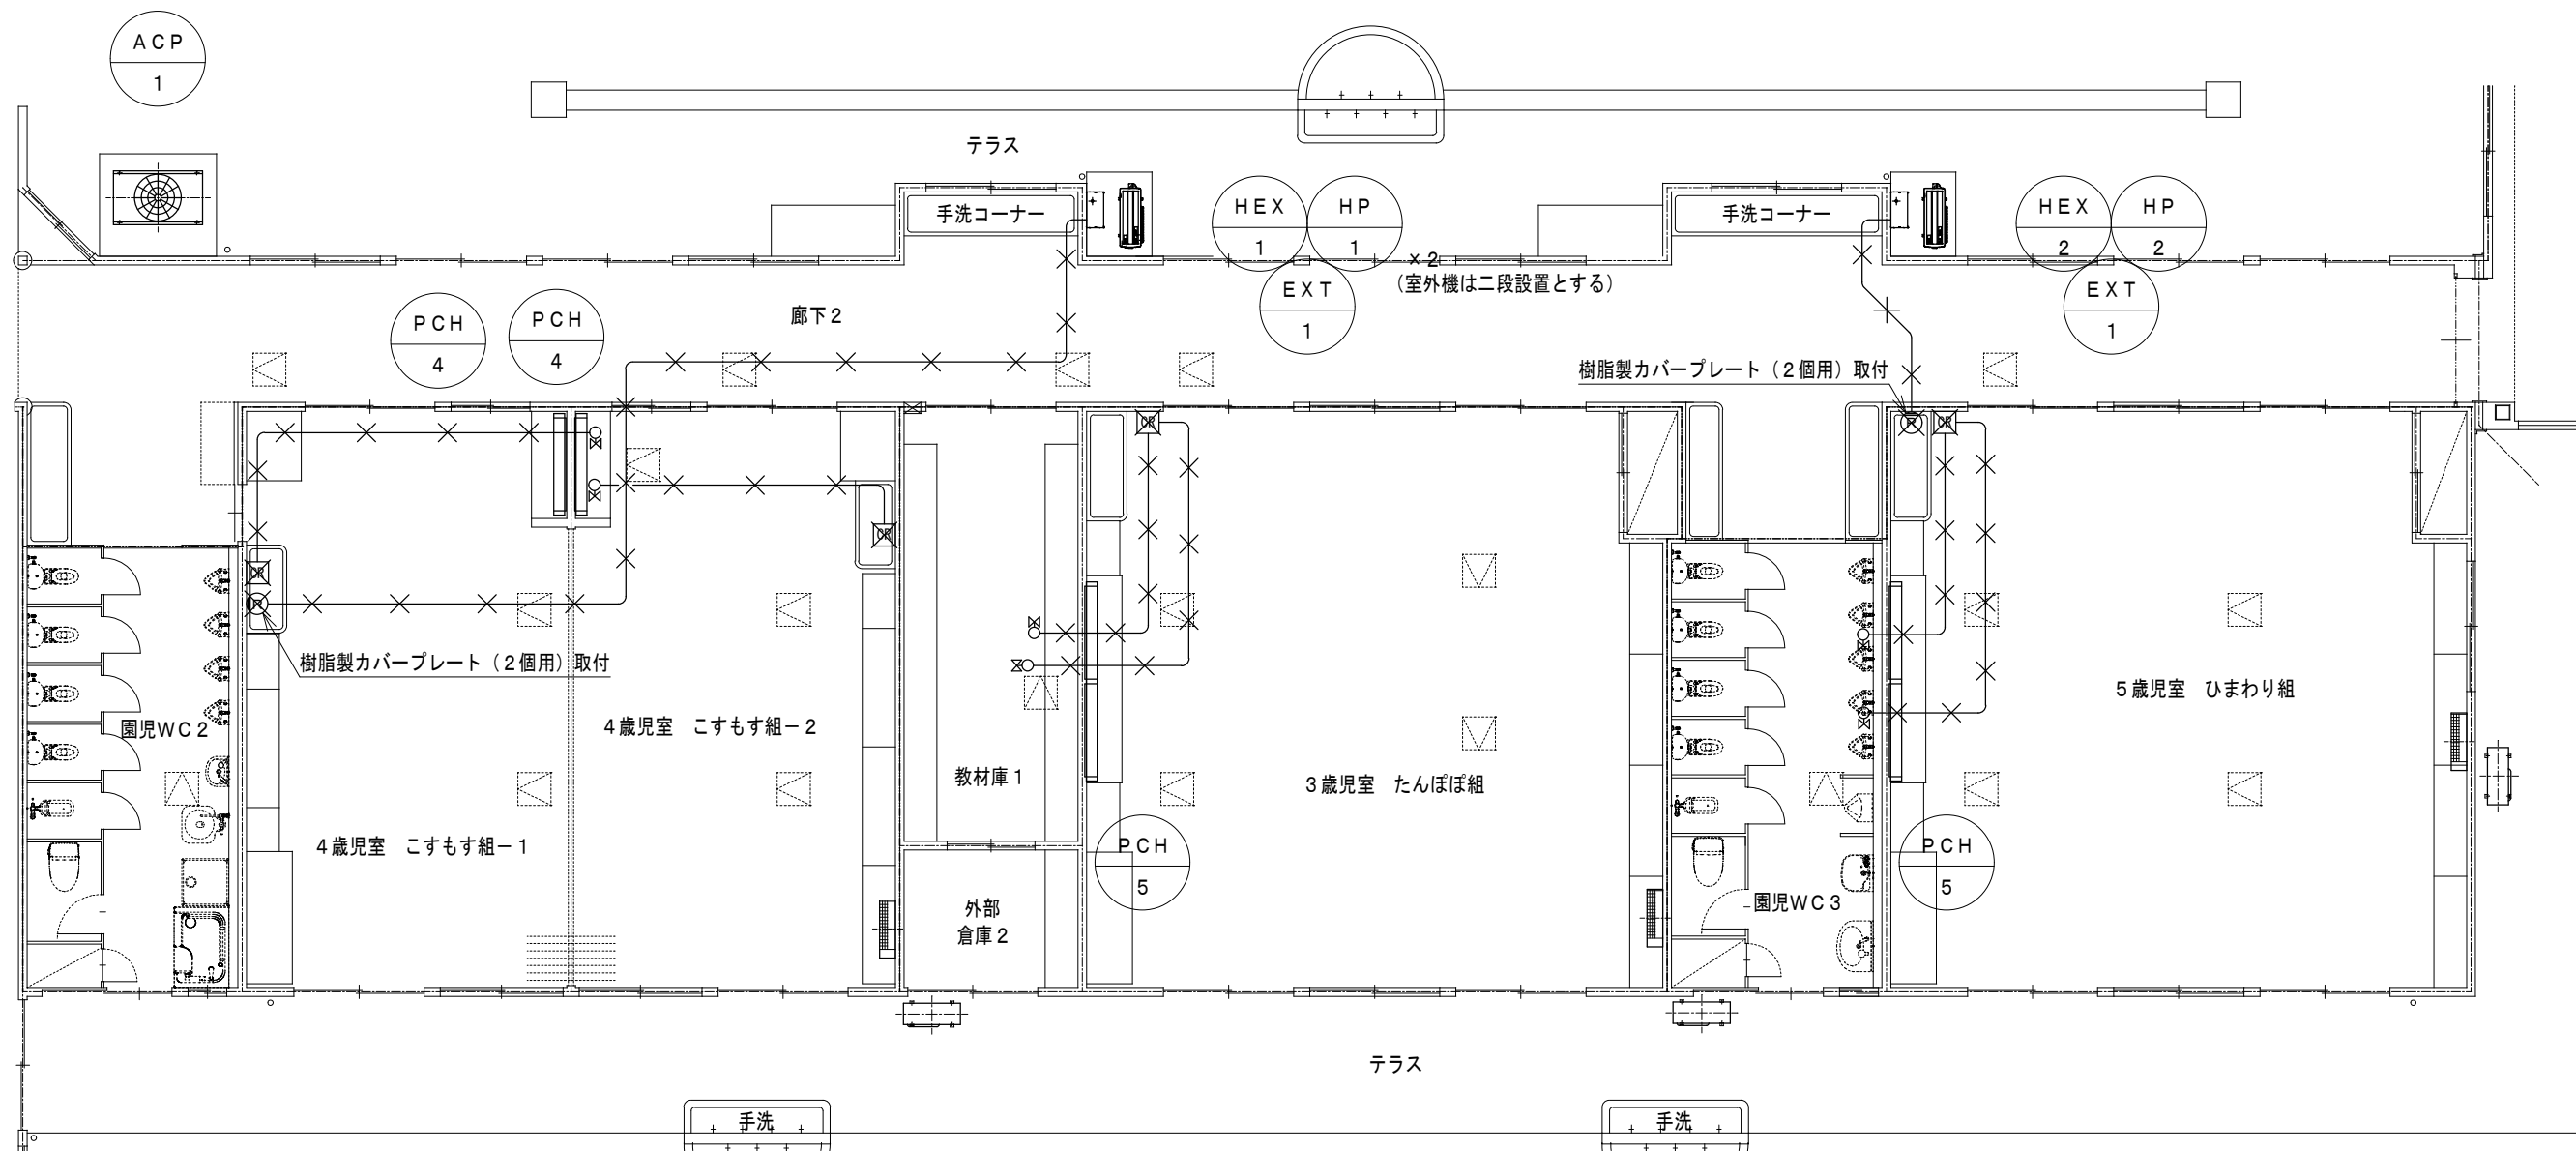 ACP
1
テラス
手洗コーナー
HEX
1
HP
1
×2
(室外機は二段設置とする)
EXT
1
手洗コーナー
HEX
2
HP
2
EXT
1
PCH
4
PCH
4
廊下2
樹脂製カバープレート(2個用)取付
樹脂製カバープレート(2個用)取付
園児WC2
4歳児室 こすもす組-1
4歳児室 こすもす組-2
教材庫1
外部
倉庫2
3歳児室 たんぽぽ組
PCH
5
園児WC3
PCH
5
5歳児室 ひまわり組
テラス
手洗
手洗